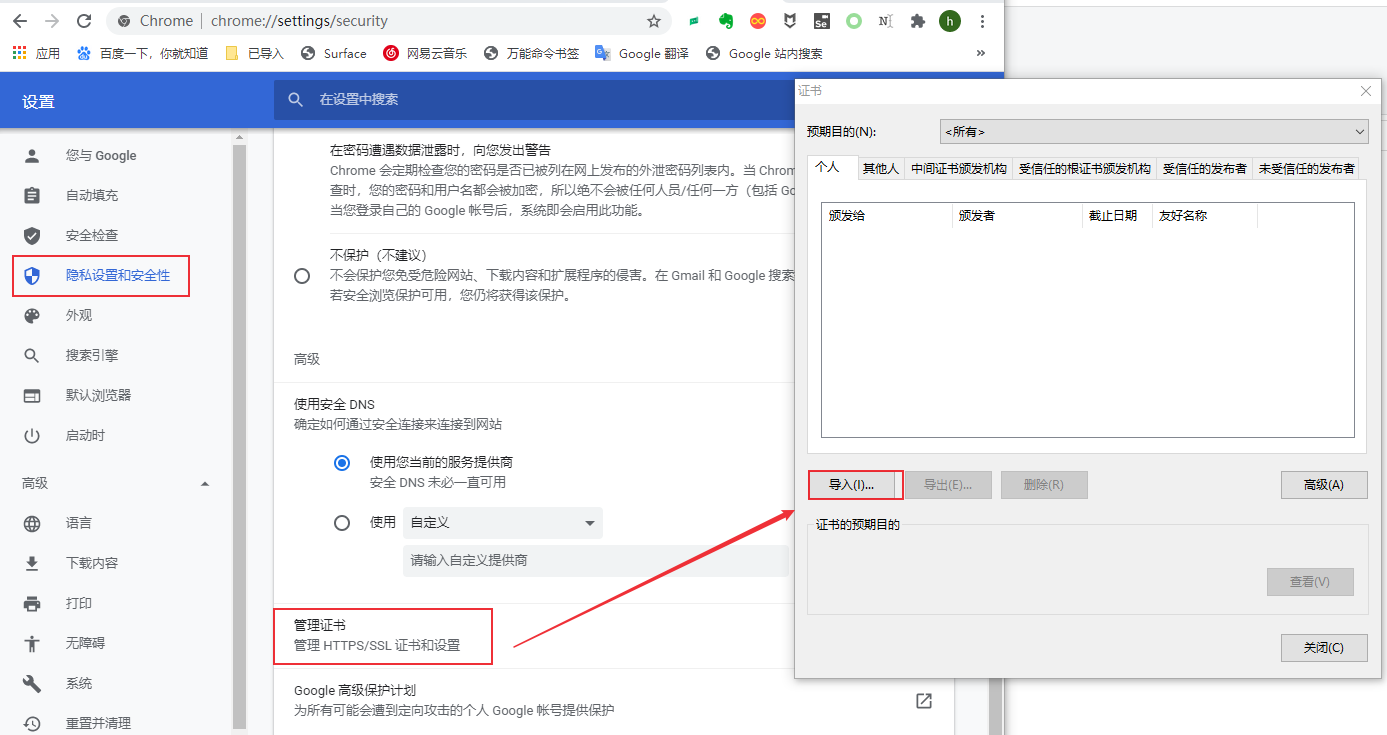 Chrome | chrome://settings/security
h
应用 百度一下，你就知道 已导入 Surface 网易云音乐 万能命令书签 Google 翻译 Google 站内搜索 »
设置
在设置中搜索
您与 Google
自动填充
安全检查
隐私设置和安全性
外观
搜索引擎
默认浏览器
启动时
高级
语言
下载内容
打印
无障碍
系统
重置并清理
在密码遭遇数据泄露时，向您发出警告
Chrome 会定期检查您的密码是否已被列在网上发布的外泄密码列表内。当 Chrom
查时，您的密码和用户名都会被加密，所以绝不会被任何人员/任何一方（包括 Go
当您登录自己的 Google 帐号后，系统即会启用此功能。
不保护（不建议）
不会保护您免受危险网站、下载内容和扩展程序的侵害。在 Gmail 和 Google 搜索
若安全浏览保护可用，您仍将获得该保护。
高级
使用安全 DNS
确定如何通过安全连接来连接到网站
使用您当前的服务提供商
安全 DNS 未必一直可用
使用 自定义
请输入自定义提供商
管理证书
管理 HTTPS/SSL 证书和设置
Google 高级保护计划
为所有可能会遭到定向攻击的个人 Google 帐号提供保护
证书
预期目的(N): <所有>
个人 其他人 中间证书颁发机构 受信任的根证书颁发机构 受信任的发布者 未受信任的发布者
颁发给 颁发者 截止日期 友好名称
导入(I)... 导出(E)... 删除(R) 高级(A)
证书的预期目的
查看(V)
关闭(C)